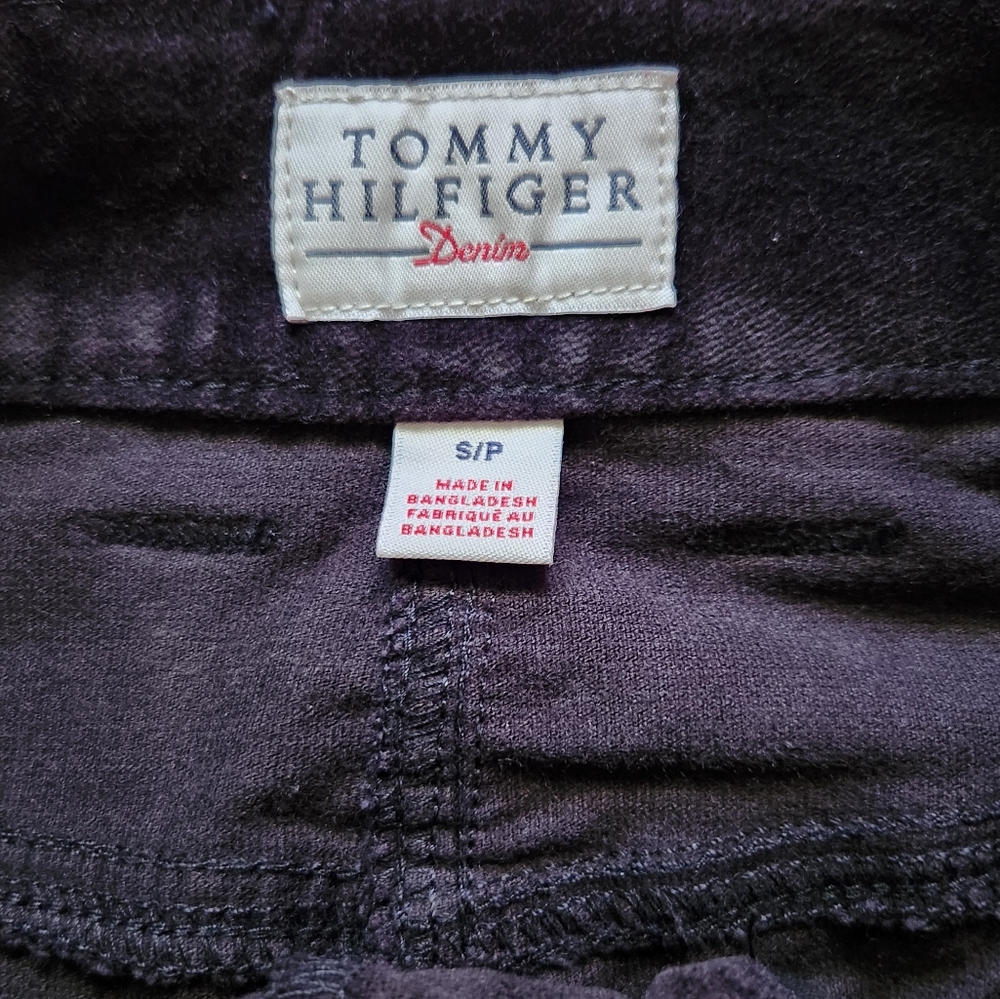 TOMMY
HILFIGER
Denim
S/P
MADE IN
BANGLADESH
FABRIQUÉ AU
BANGLADESH